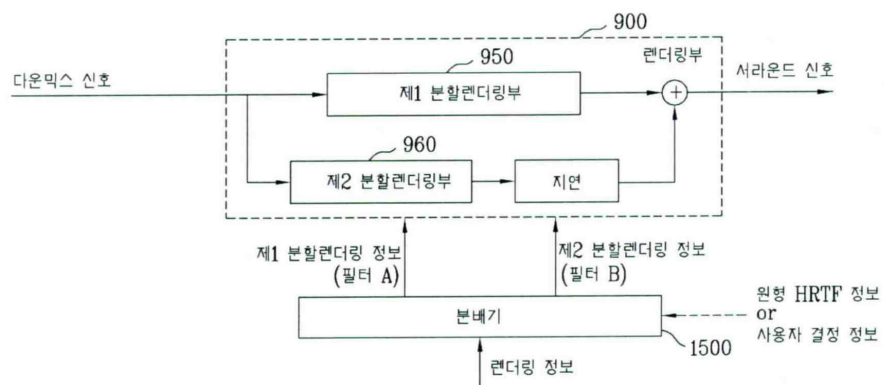 900
다운믹스 신호
950
렌더링부
서라운드 신호
제1 분할렌더링부
+
960
제2 분할렌더링부
지연
제1 분할렌더링 정보
(필터 A)
제2 분할렌더링 정보
(필터 B)
분배기
원형 HRTF 정보
or
사용자 결정 정보
1500
렌더링 정보